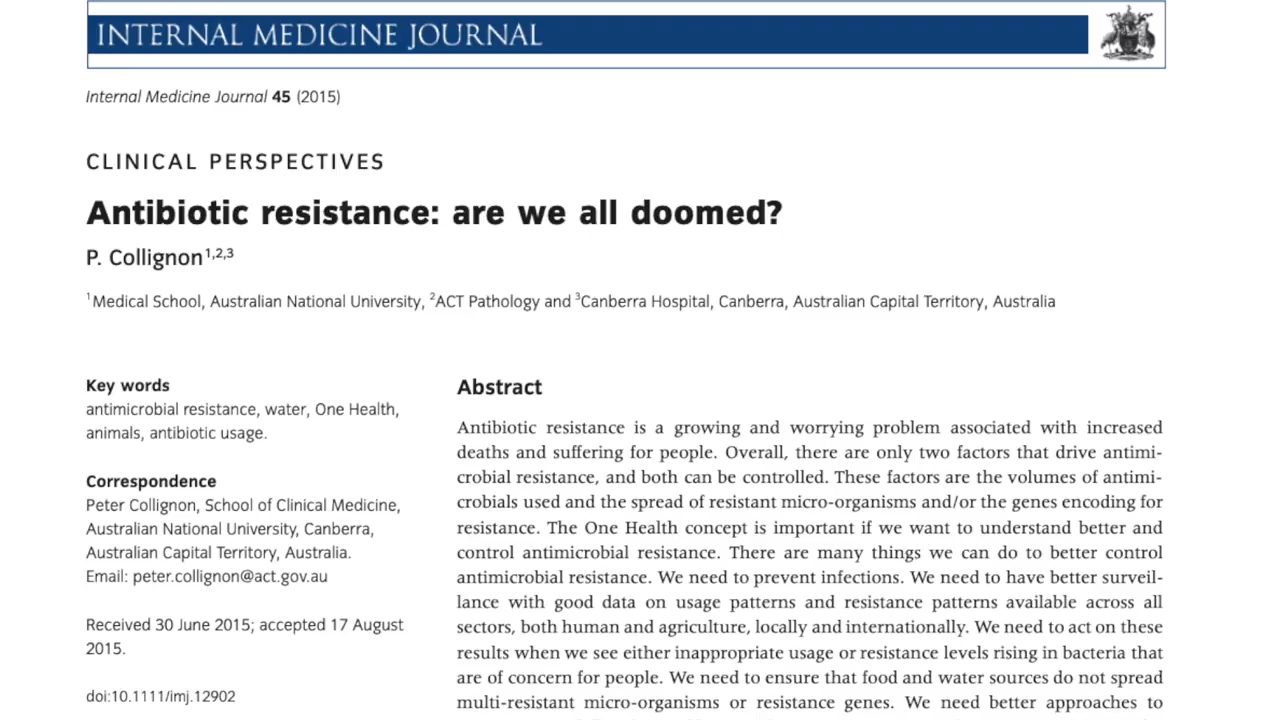 INTERNAL MEDICINE JOURNAL
Internal Medicine Journal 45 (2015)
CLINICAL PERSPECTIVES
Antibiotic resistance: are we all doomed?
P. Collignon1,2,3
1Medical School, Australian National University, 2ACT Pathology and 3Canberra Hospital, Canberra, Australian Capital Territory, Australia
Key words
antimicrobial resistance, water, One Health,
animals, antibiotic usage.
Correspondence
Peter Collignon, School of Clinical Medicine,
Australian National University, Canberra,
Australian Capital Territory, Australia.
Email: peter.collignon@act.gov.au
Received 30 June 2015; accepted 17 August
2015.
doi:10.1111/imj.12902
Abstract
Antibiotic resistance is a growing and worrying problem associated with increased
deaths and suffering for people. Overall, there are only two factors that drive antimi-
crobial resistance, and both can be controlled. These factors are the volumes of antimi-
crobials used and the spread of resistant micro-organisms and/or the genes encoding for
resistance. The One Health concept is important if we want to understand better and
control antimicrobial resistance. There are many things we can do to better control
antimicrobial resistance. We need to prevent infections. We need to have better surveil-
lance with good data on usage patterns and resistance patterns available across all
sectors, both human and agriculture, locally and internationally. We need to act on these
results when we see either inappropriate usage or resistance levels rising in bacteria that
are of concern for people. We need to ensure that food and water sources do not spread
multi-resistant micro-organisms or resistance genes. We need better approaches to